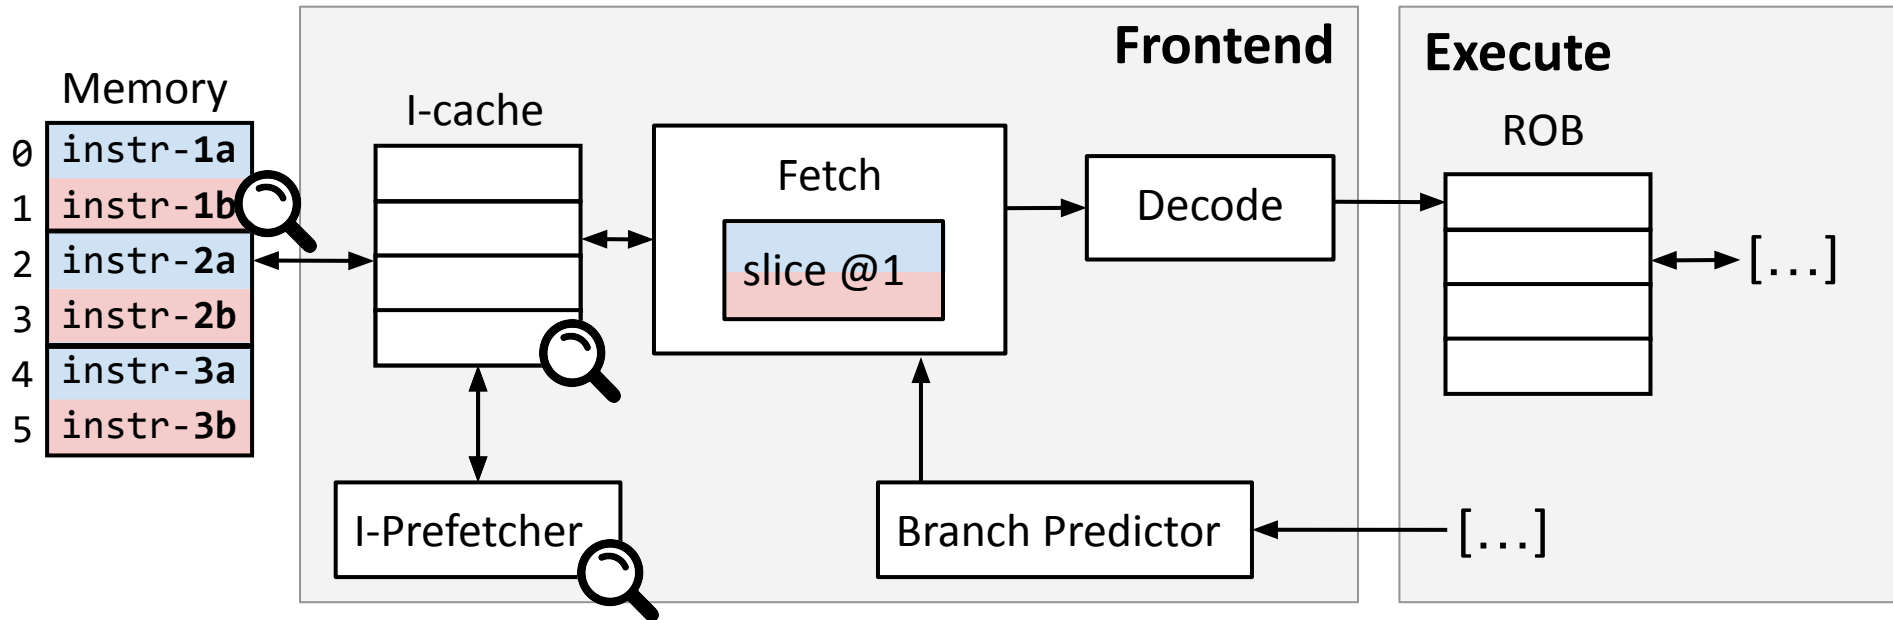 Frontend
Execute
Memory
I-cache
ROB
0 instr-1a
1 instr-1b
2 instr-2a
3 instr-2b
4 instr-3a
5 instr-3b
Fetch
slice @1
Decode
[...]
I-Prefetcher
Branch Predictor
[...]